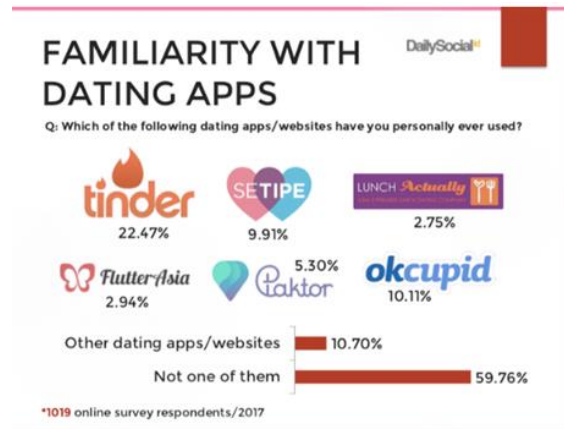 FAMILIARITY WITH
DATING APPS
DailySocial.id
Q: Which of the following dating apps/websites have you personally ever used?
tinder
22.47%
SETIPE
9.91%
LUNCH Actually
2.75%
FlutterAsia
2.94%
Paktor
5.30%
okcupid
10.11%
Other dating apps/websites 10.70%
Not one of them 59.76%
*1019 online survey respondents/2017